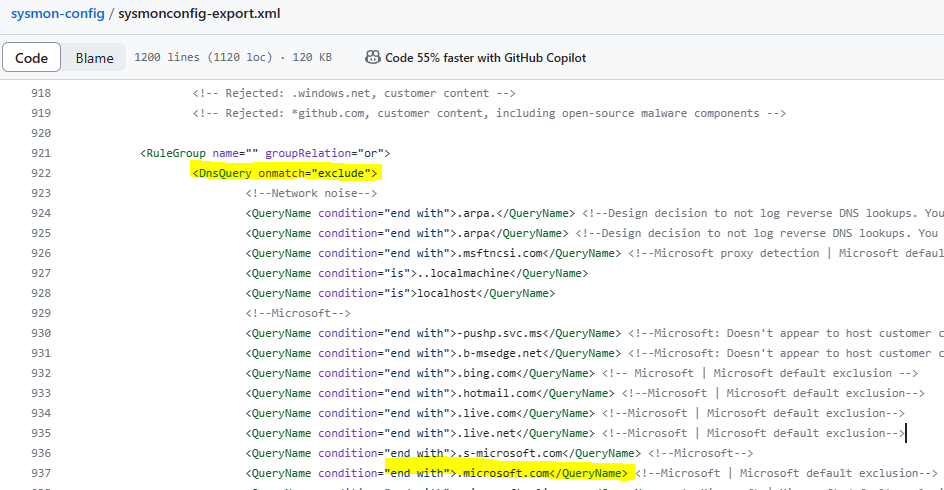 sysmon-config / sysmonconfig-export.xml
Code Blame 1200 lines (1120 loc) · 120 KB Code 55% faster with GitHub Copilot
918 <!-- Rejected: .windows.net, customer content -->
919 <!-- Rejected: *github.com, customer content, including open-source malware components -->
920
921 <RuleGroup name="" groupRelation="or">
922 <DnsQuery onmatch="exclude">
923 <!--Network noise-->
924 <QueryName condition="end with">.arpa.</QueryName> <!--Design decision to not log reverse DNS lookups. You
925 <QueryName condition="end with">.arpa</QueryName> <!--Design decision to not log reverse DNS lookups. You
926 <QueryName condition="end with">.msftncsi.com</QueryName> <!--Microsoft proxy detection | Microsoft defau
927 <QueryName condition="is">..localmachine</QueryName>
928 <QueryName condition="is">localhost</QueryName>
929 <!--Microsoft-->
930 <QueryName condition="end with">-pushp.svc.ms</QueryName> <!--Microsoft: Doesn't appear to host customer c
931 <QueryName condition="end with">.b-msedge.net</QueryName> <!--Microsoft: Doesn't appear to host customer c
932 <QueryName condition="end with">.bing.com</QueryName> <!-- Microsoft | Microsoft default exclusion -->
933 <QueryName condition="end with">.hotmail.com</QueryName> <!--Microsoft | Microsoft default exclusion-->
934 <QueryName condition="end with">.live.com</QueryName> <!--Microsoft | Microsoft default exclusion-->
935 <QueryName condition="end with">.live.net</QueryName> <!--Microsoft | Microsoft default exclusion-->
936 <QueryName condition="end with">.s-microsoft.com</QueryName> <!--Microsoft-->
937 <QueryName condition="end with">.microsoft.com</QueryName> <!--Microsoft | Microsoft default exclusion-->